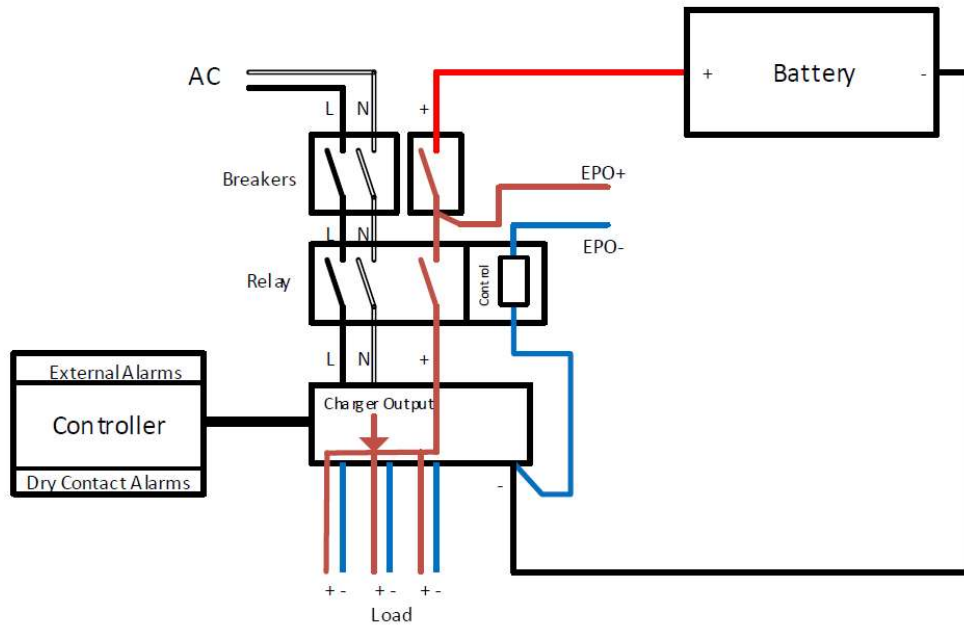 AC
L N +
+ Battery -
Breakers
EPO+
EPO-
L N
Relay
Control
L N +
External Alarms
Controller
Dry Contact Alarms
Charger Output
-
+ - + - + -
Load